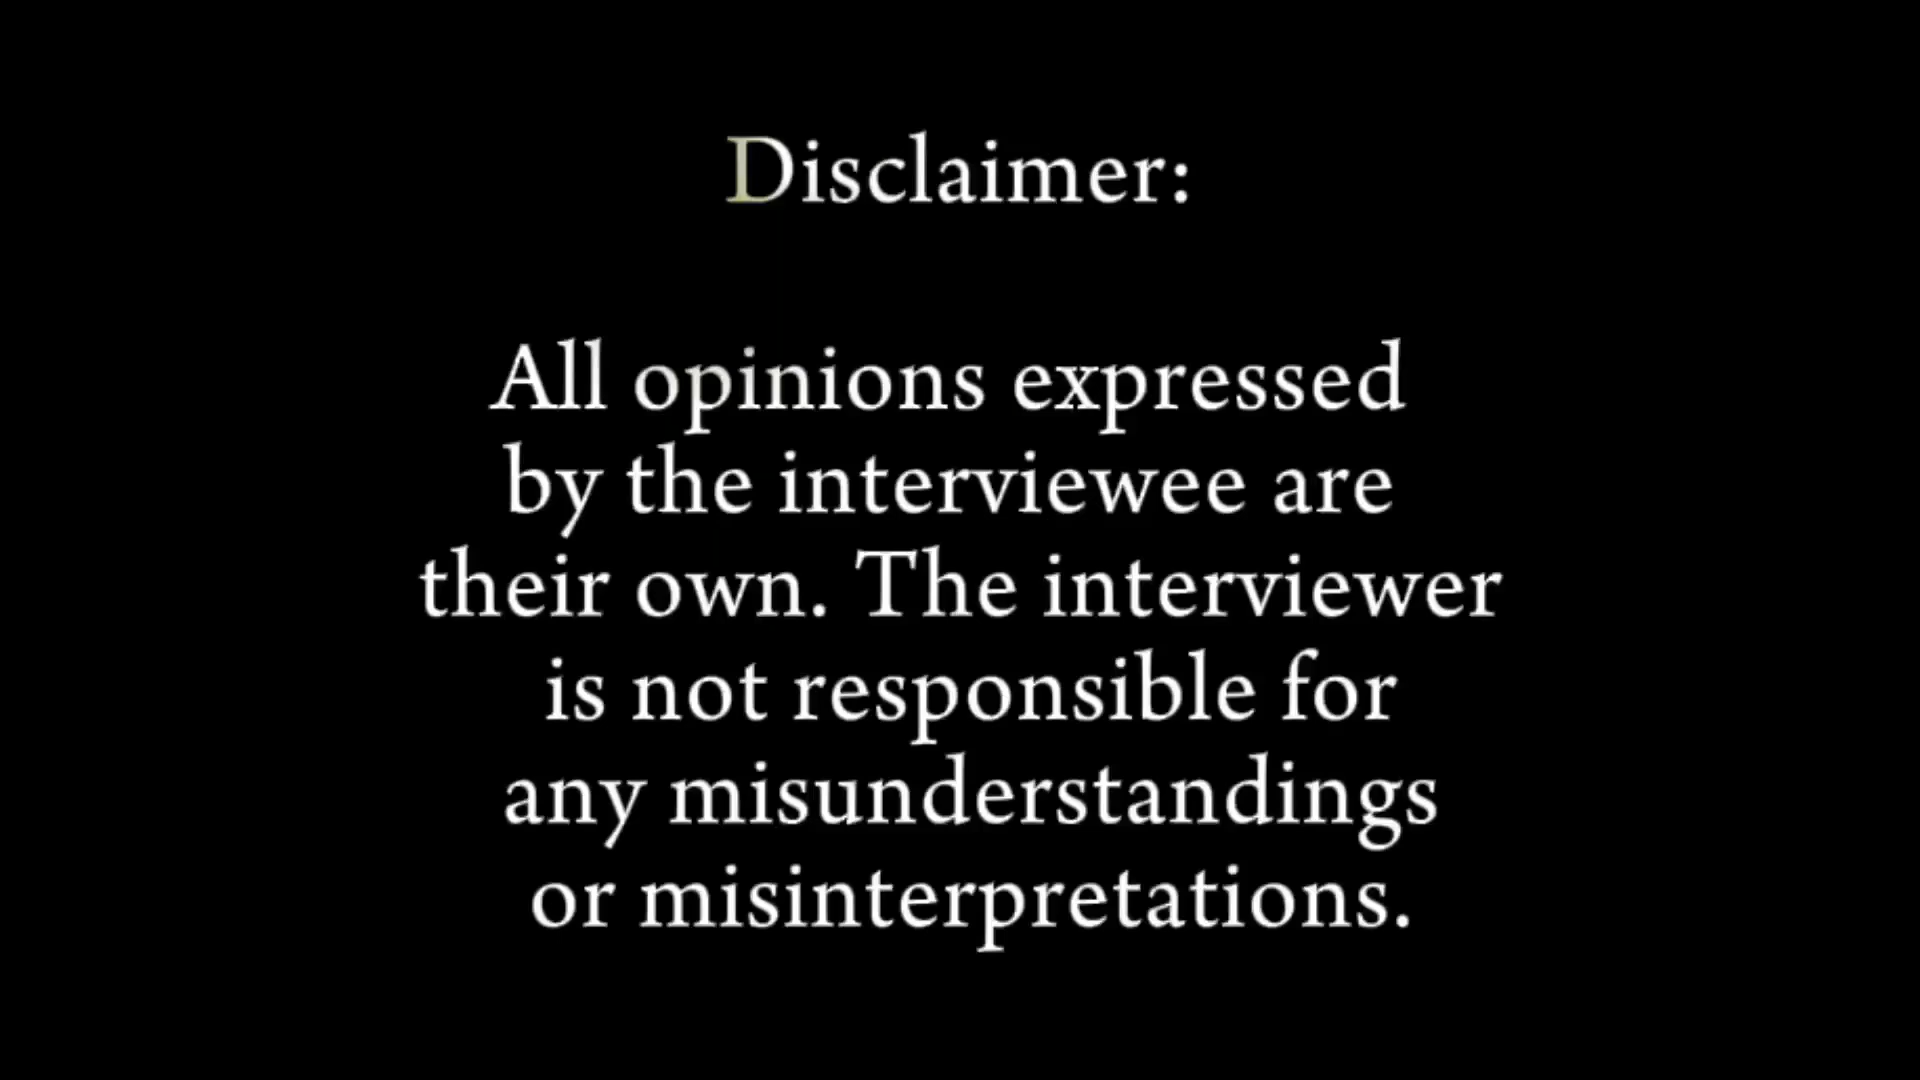 Disclaimer:
All opinions expressed
by the interviewee are
their own. The interviewer
is not responsible for
any misunderstandings
or misinterpretations.